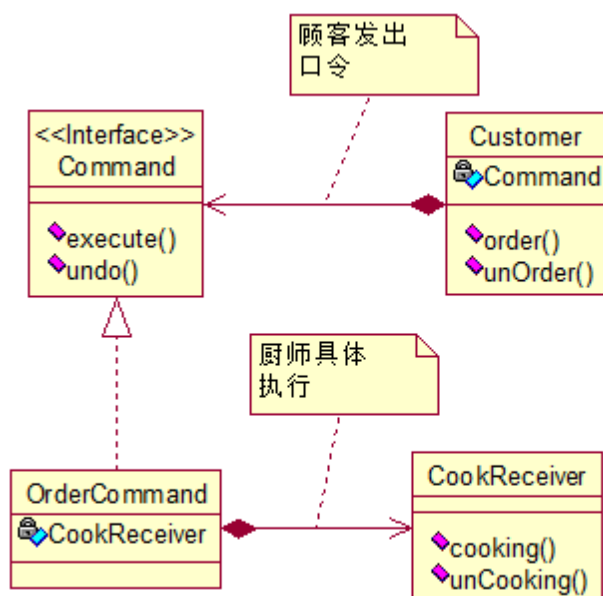 顾客发出
口令
<<Interface>>
Command
execute()
undo()
Customer
Command
order()
unOrder()
厨师具体
执行
OrderCommand
CookReceiver
CookReceiver
cooking()
unCooking()